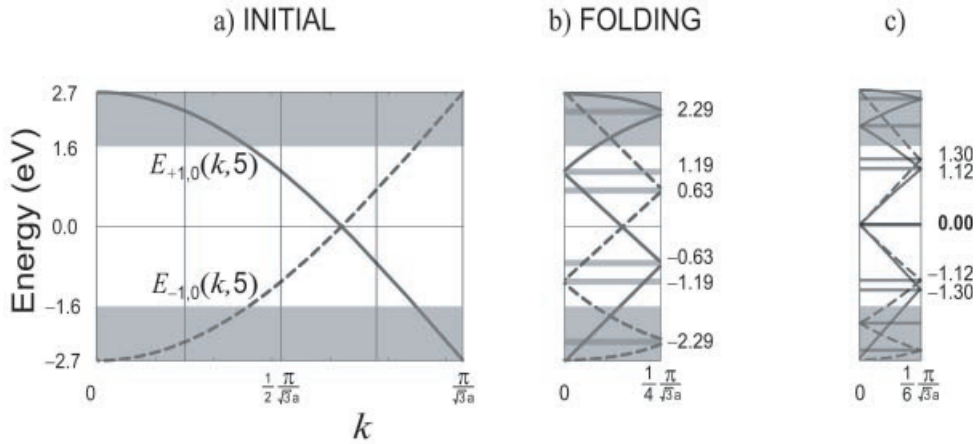 a) INITIAL
b) FOLDING
c)
Energy (eV)
2.7
1.6
0.0
−1.6
−2.7
E+1,0(k,5)
E−1,0(k,5)
0
1/2 π/√3a
π/√3a
k
2.29
1.19
0.63
−0.63
−1.19
−2.29
0
1/4 π/√3a
1.30
1.12
0.00
−1.12
−1.30
0
1/6 π/√3a